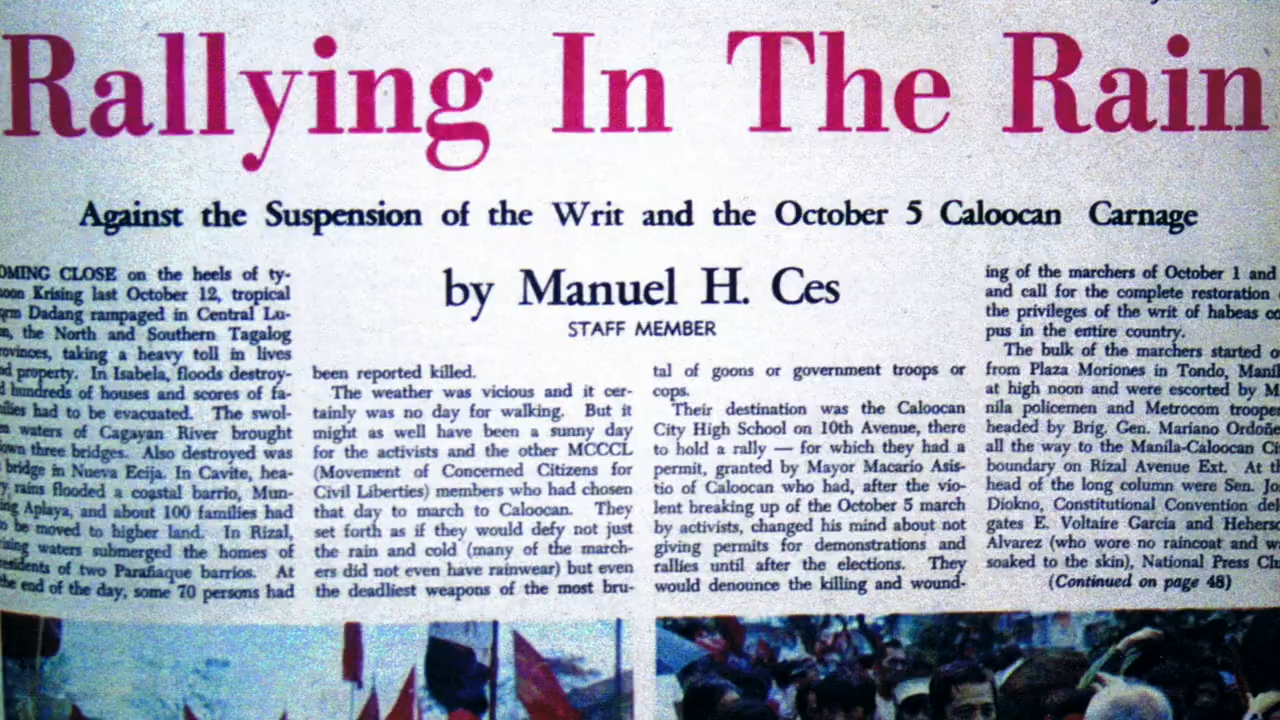 Rallying In The Rain
Against the Suspension of the Writ and the October 5 Caloocan Carnage
by Manuel H. Ces
STAFF MEMBER
OMING CLOSE on the heels of ty-
oon Krising last October 12, tropical
rm Dadang rampaged in Central Lu-
n, the North and Southern Tagalog
rovinces, taking a heavy toll in lives
nd property. In Isabela, floods destroy-
d hundreds of houses and scores of fa-
ilies had to be evacuated. The swol-
n waters of Cagayan River brought
own three bridges. Also destroyed was
bridge in Nueva Ecija. In Cavite, hea-
y rains flooded a coastal barrio, Mun-
ing Aplaya, and about 100 families had
o be moved to higher land. In Rizal,
ising waters submerged the homes of
residents of two Parañaque barrios. At
the end of the day, some 70 persons had
been reported killed.
The weather was vicious and it cer-
tainly was no day for walking. But it
might as well have been a sunny day
for the activists and the other MCCCL
(Movement of Concerned Citizens for
Civil Liberties) members who had chosen
that day to march to Caloocan. They
set forth as if they would defy not just
the rain and cold (many of the march-
ers did not even have rainwear) but even
the deadliest weapons of the most bru-
tal of goons or government troops or
cops.
Their destination was the Caloocan
City High School on 10th Avenue, there
to hold a rally — for which they had a
permit, granted by Mayor Macario Asis-
tio of Caloocan who had, after the vio-
lent breaking up of the October 5 march
by activists, changed his mind about not
giving permits for demonstrations and
rallies until after the elections. They
would denounce the killing and wound-
ing of the marchers of October 1 and
and call for the complete restoration
the privileges of the writ of habeas co
pus in the entire country.
The bulk of the marchers started o
from Plaza Moriones in Tondo, Manil
at high noon and were escorted by M
nila policemen and Metrocom trooper
headed by Brig. Gen. Mariano Ordoñe
all the way to the Manila-Caloocan Ci
boundary on Rizal Avenue Ext. At th
head of the long column were Sen. Jo
Diokno, Constitutional Convention del
gates E. Voltaire Garcia and Hehers
Alvarez (who wore no raincoat and w
soaked to the skin), National Press Clu
(Continued on page 48)